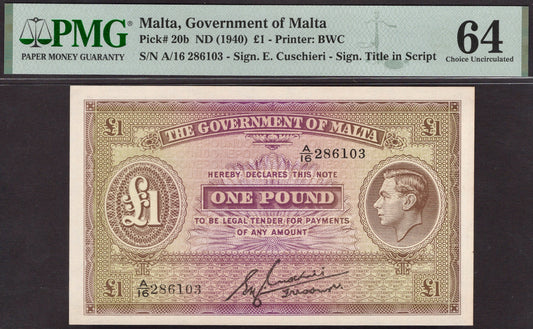 PMG®
PAPER MONEY GUARANTY
Malta, Government of Malta
Pick# 20b ND (1940) £1 - Printer: BWC
S/N A/16 286103 - Sign. E. Cuschieri - Sign. Title in Script
64
Choice Uncirculated
£1 £1
THE GOVERNMENT OF MALTA
A/16 286103
HEREBY DECLARES THIS NOTE
ONE POUND
£1
TO BE LEGAL TENDER FOR PAYMENTS
OF ANY AMOUNT
A/16 286103
£1 £1